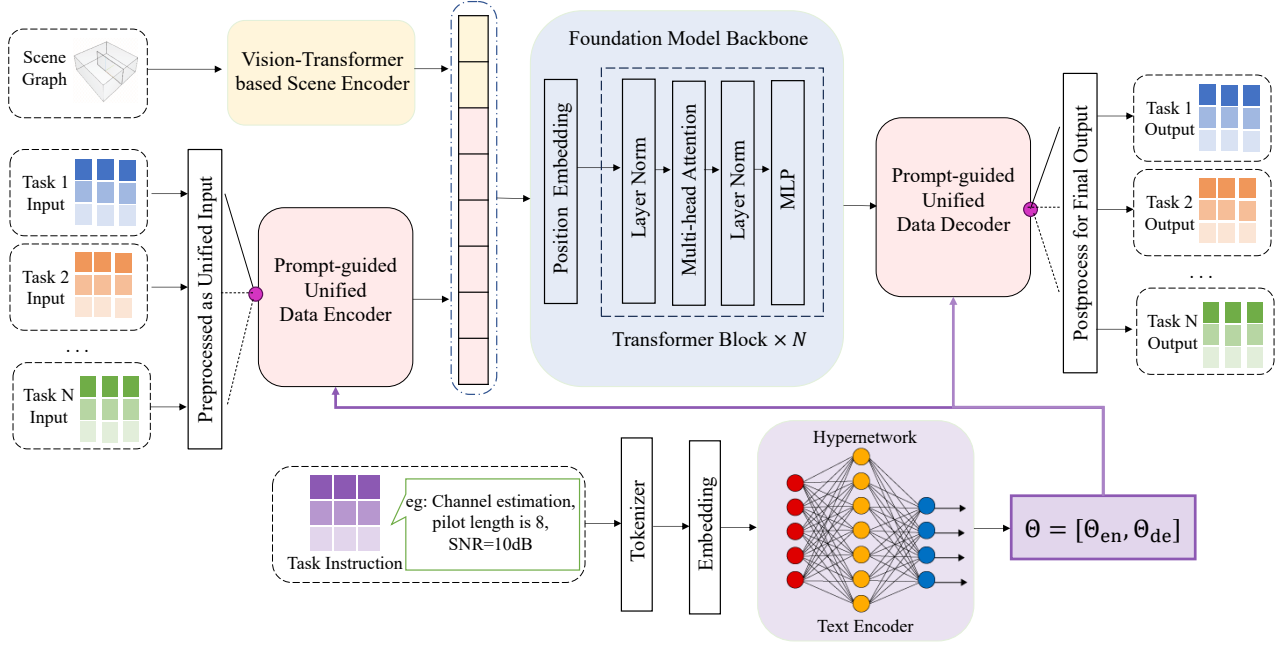 Scene
Graph
Vision-Transformer
based Scene Encoder
Task 1
Input
Task 2
Input
...
Task N
Input
Preprocessed as Unified Input
Prompt-guided
Unified
Data Encoder
Foundation Model Backbone
Position Embedding
Layer Norm
Multi-head Attention
Layer Norm
MLP
Transformer Block × N
Prompt-guided
Unified
Data Decoder
Postprocess for Final Output
Task 1
Output
Task 2
Output
...
Task N
Output
Task Instruction
eg: Channel estimation,
pilot length is 8,
SNR=10dB
Tokenizer
Embedding
Hypernetwork
Text Encoder
Θ = [Θen, Θde]